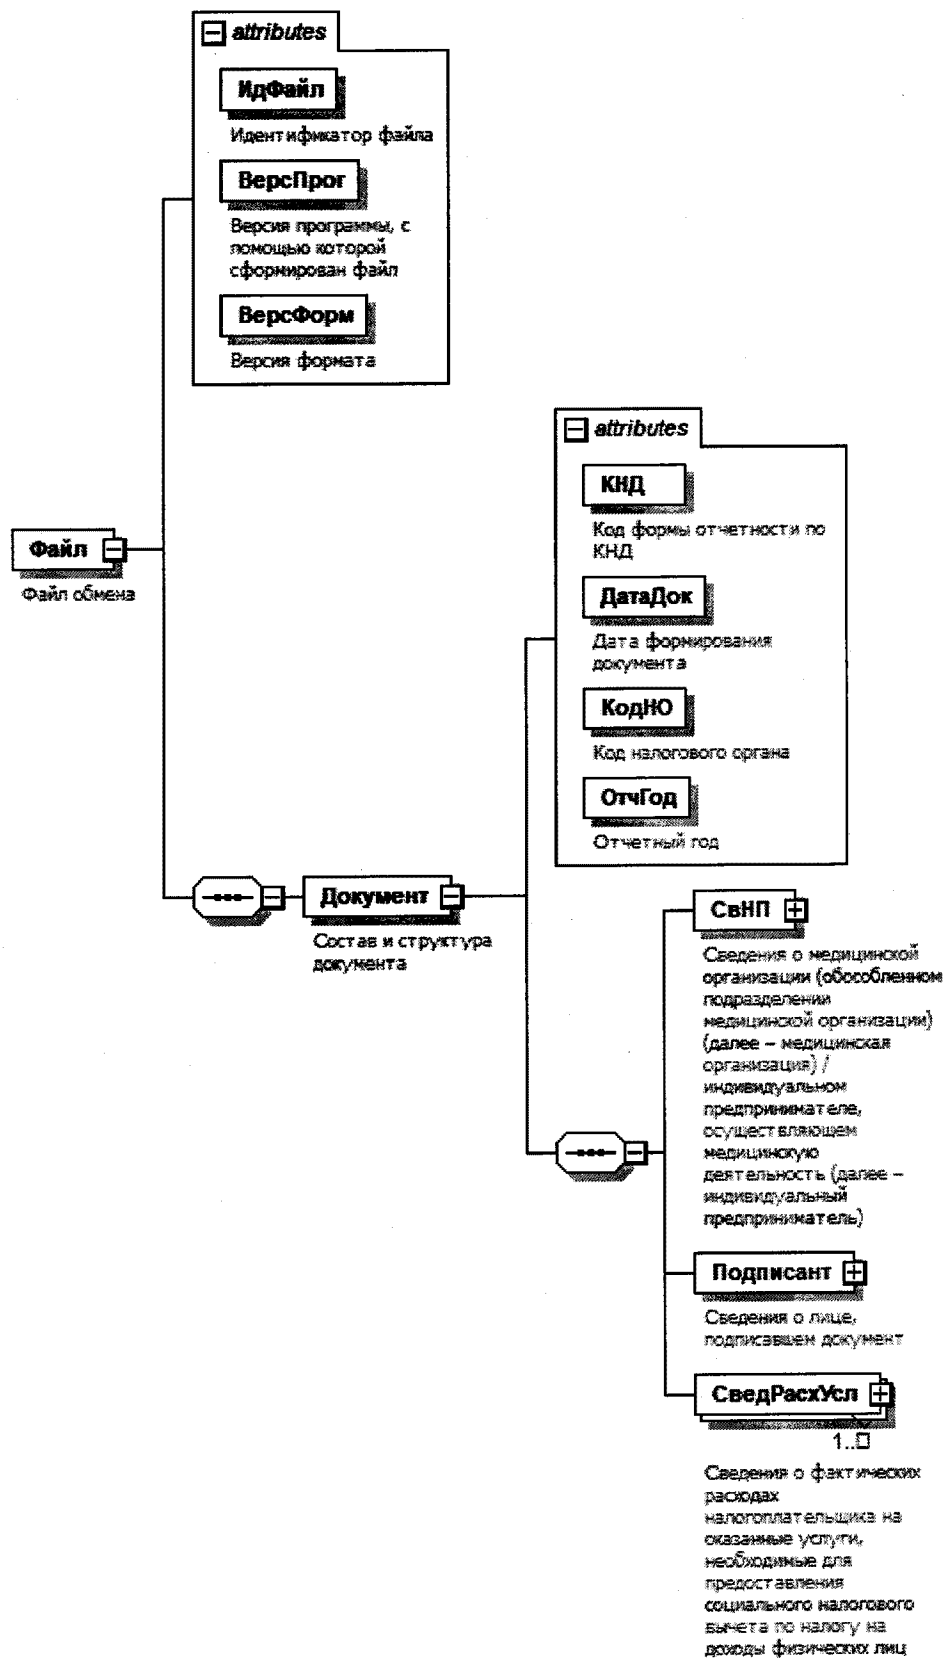 attributes
ИдФайл
Идентификатор файла
ВерсПрог
Версия программы, с
помощью которой
сформирован файл
ВерсФорм
Версия формата
attributes
КНД
Код формы отчетности по
КНД
Файл
Файл обмена
ДатаДок
Дата формирования
документа
КодНО
Код налогового органа
ОтчГод
Отчетный год
Документ
Состав и структура
документа
СвНП
Сведения о медицинской
организации (обособленном
подразделении
медицинской организации)
(далее – медицинская
организация) /
индивидуальном
предпринимателе,
осуществляющем
медицинскую
деятельность (далее –
индивидуальный
предприниматель)
Подписант
Сведения о лице,
подписавшем документ
СведРасхУсл
1..□
Сведения о фактических
расходах
налогоплательщика на
оказанные услуги,
необходимые для
предоставления
социального налогового
вычета по налогу на
доходы физических лиц